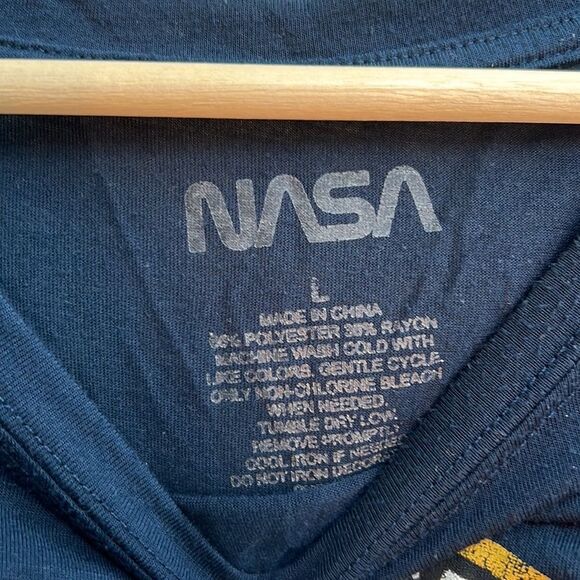 NASA
L
MADE IN CHINA
POLYESTER RAYON
MACHINE WASH COLD WITH
LIKE COLORS. GENTLE CYCLE.
ONLY NON-CHLORINE BLEACH
WHEN NEEDED.
TUMBLE DRY LOW.
REMOVE PROMPTLY
COOL IRON IF NEEDED
DO NOT IRON